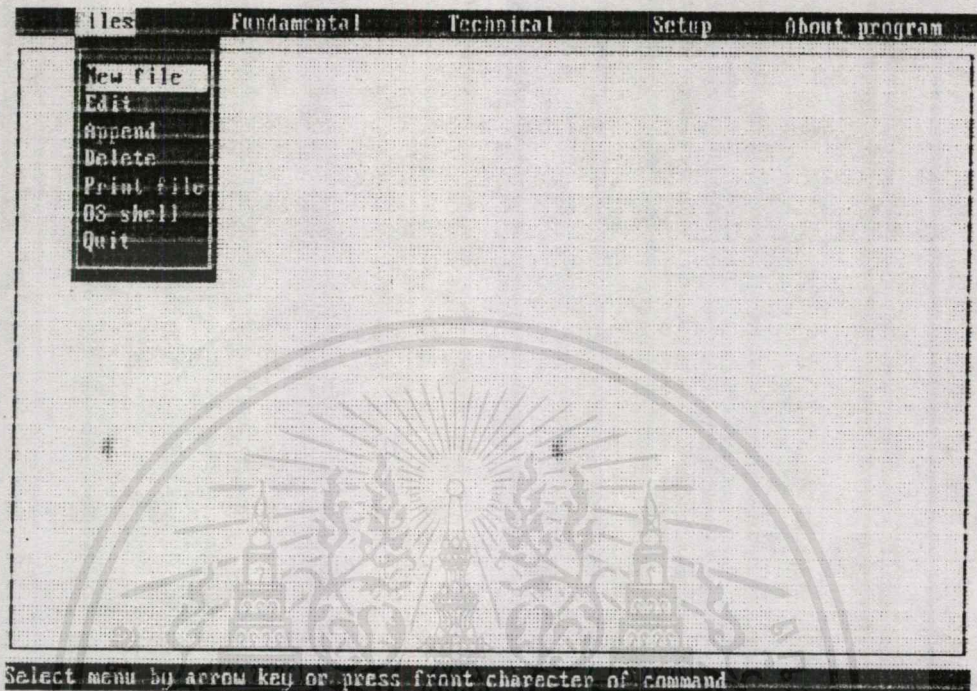 Files Fundamental Technical Setup About program
New file
Edit
Append
Delete
Print file
OS shell
Quit
Select menu by arrow key or press front charecter of command